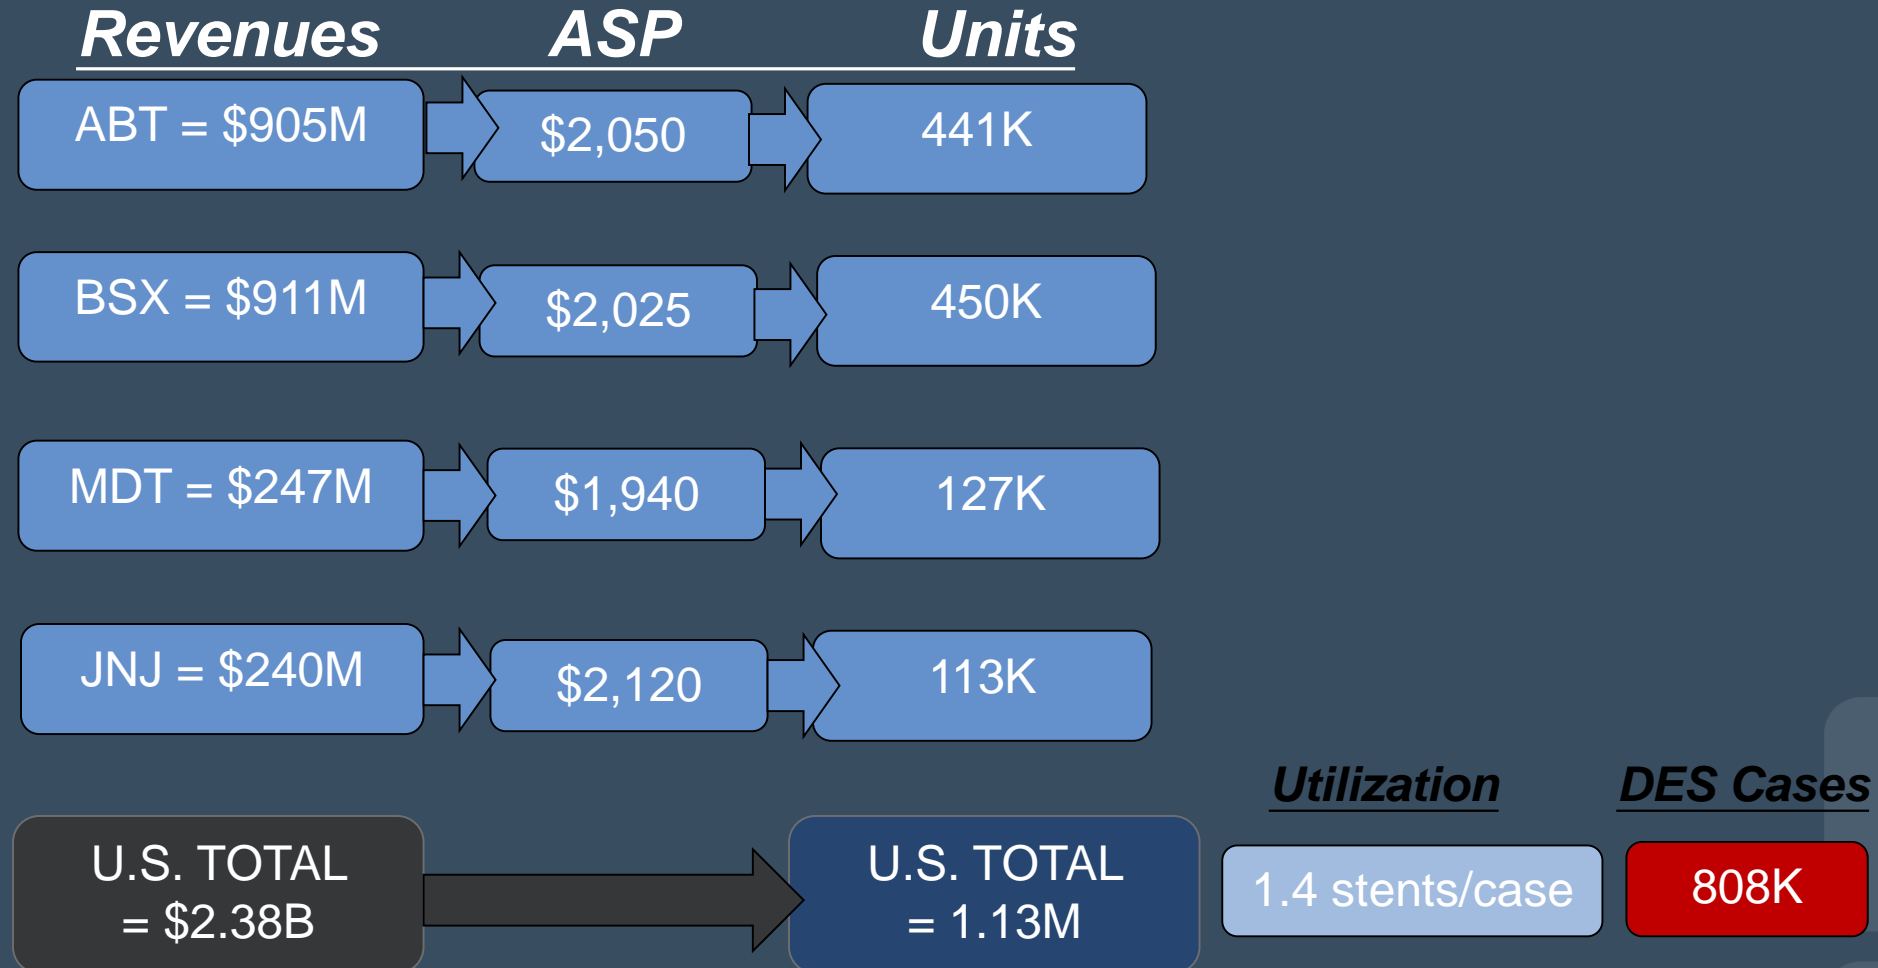 Revenues ASP Units
ABT = $905M $2,050 441K
BSX = $911M $2,025 450K
MDT = $247M $1,940 127K
JNJ = $240M $2,120 113K
Utilization DES Cases
U.S. TOTAL
= $2.38B
U.S. TOTAL
= 1.13M
1.4 stents/case
808K